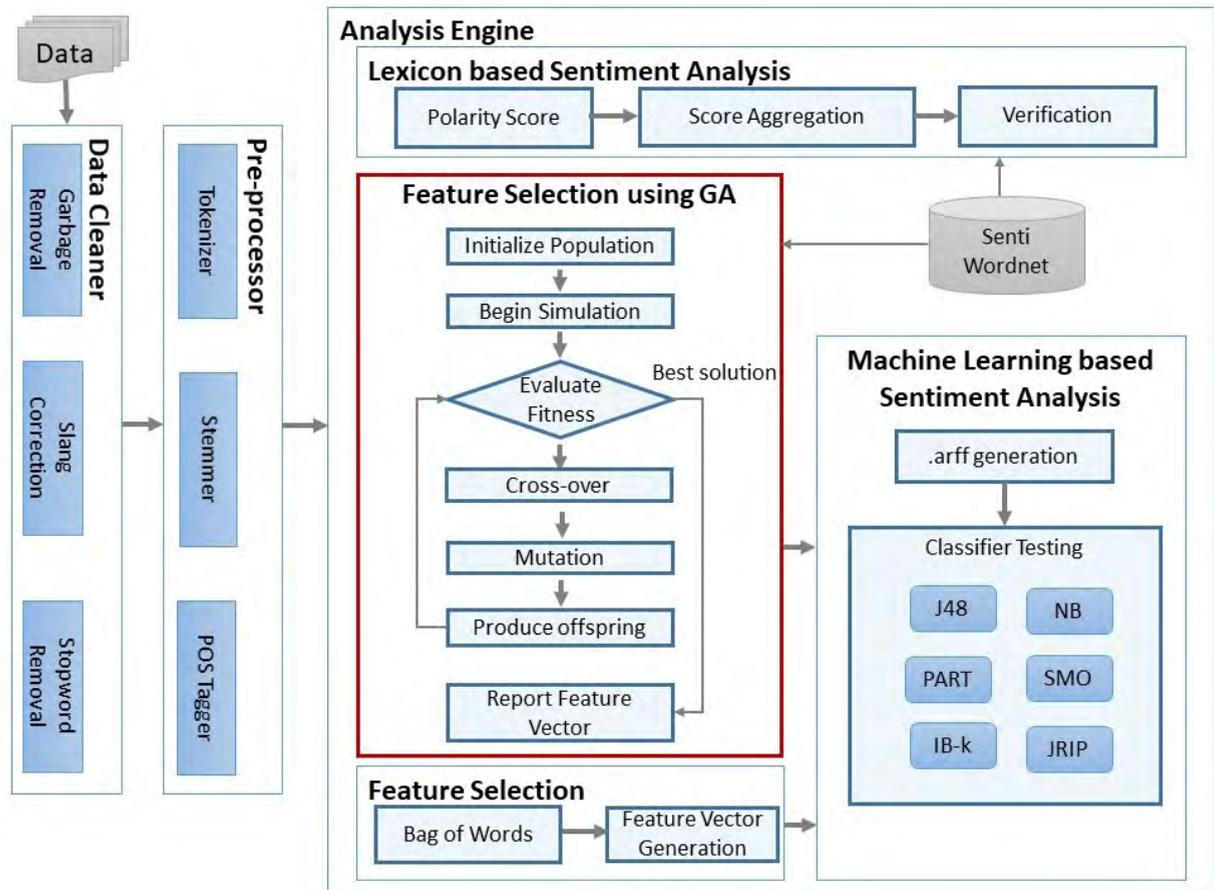 Data
Data Cleaner
Garbage
Removal
Slang
Correction
Stopword
Removal
Pre-processor
Tokenizer
Stemmer
POS Tagger
Analysis Engine
Lexicon based Sentiment Analysis
Polarity Score
Score Aggregation
Verification
Senti
Wordnet
Feature Selection using GA
Initialize Population
Begin Simulation
Evaluate
Fitness
Best solution
Cross-over
Mutation
Produce offspring
Report Feature
Vector
Feature Selection
Bag of Words
Feature Vector
Generation
Machine Learning based
Sentiment Analysis
.arff generation
Classifier Testing
J48
NB
PART
SMO
IB-k
JRIP